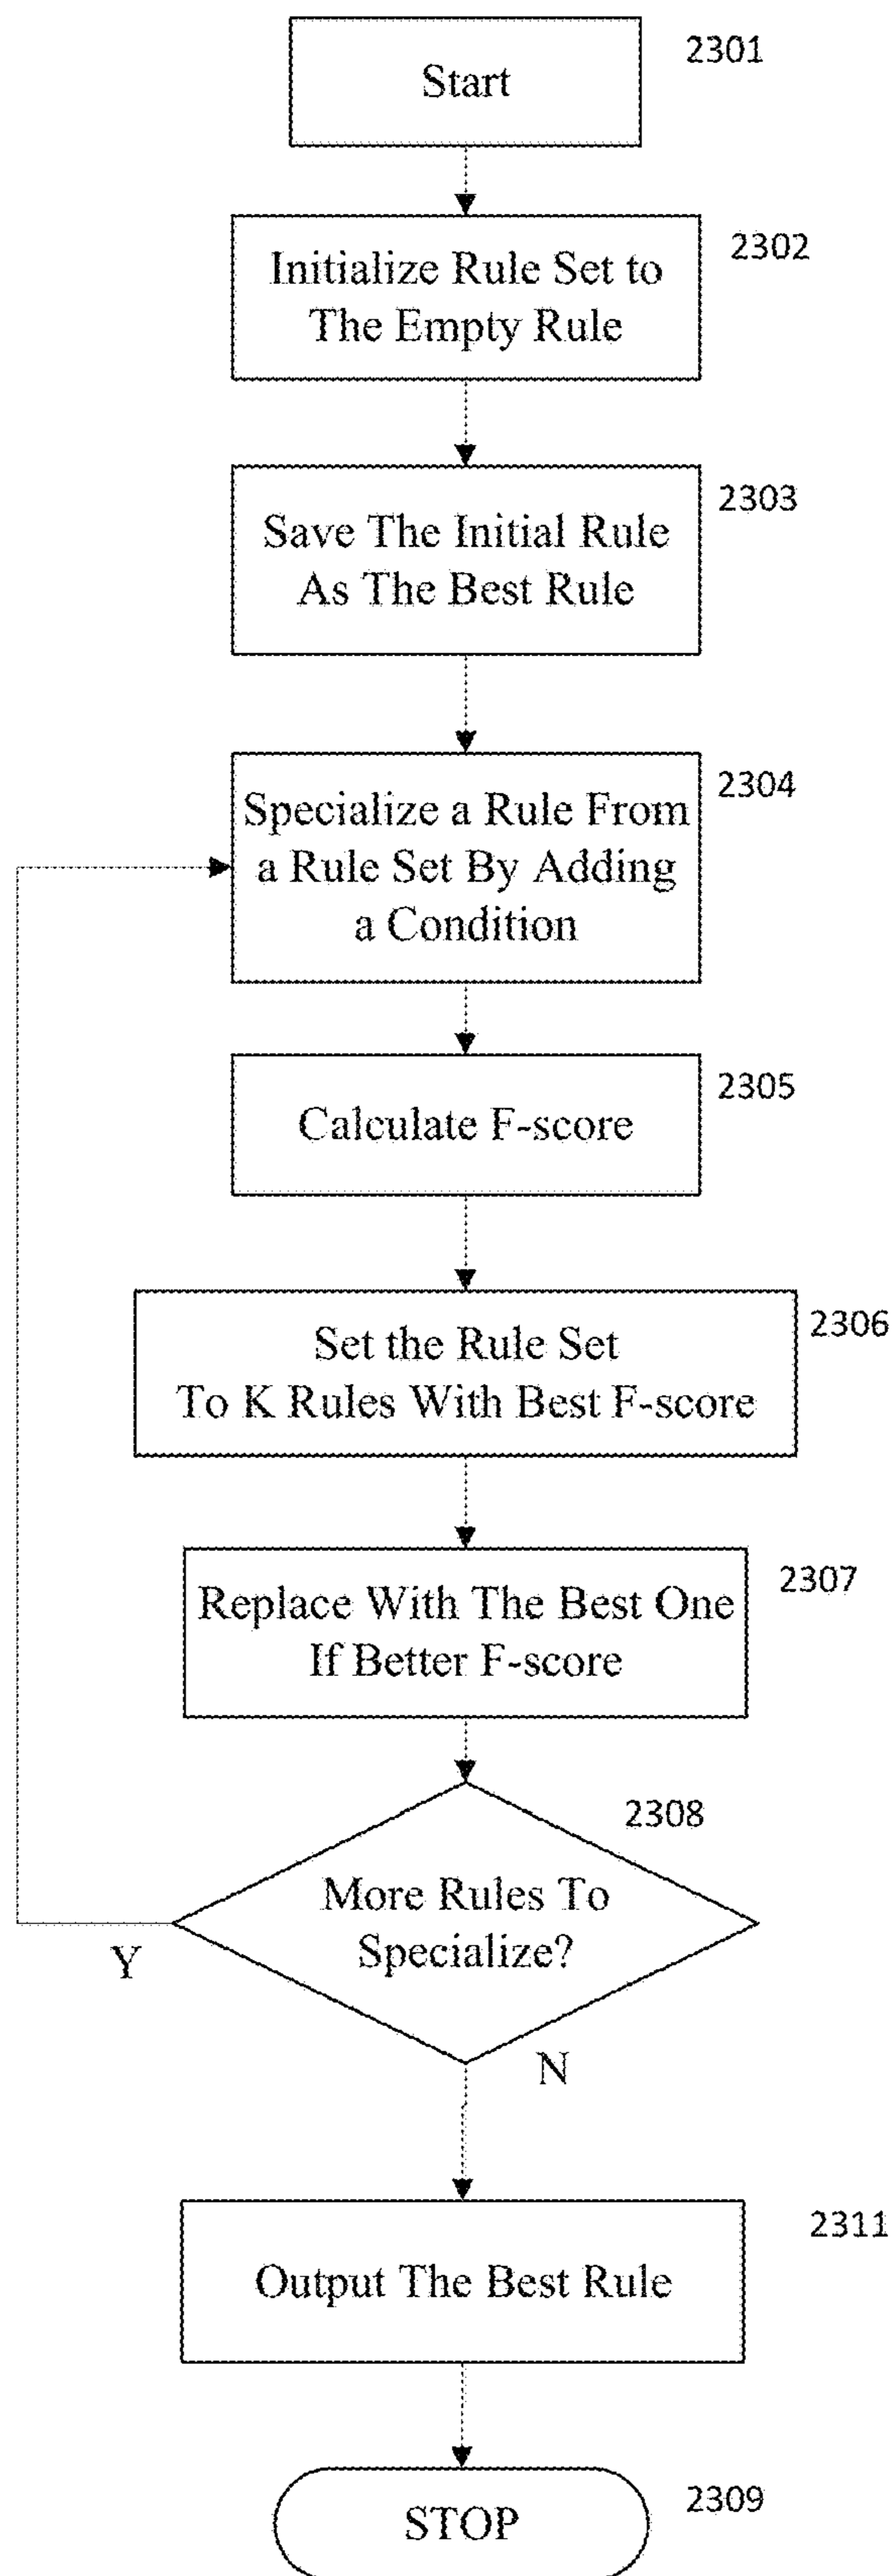 Start
2301
Initialize Rule Set to
The Empty Rule
2302
Save The Initial Rule
As The Best Rule
2303
Specialize a Rule From
a Rule Set By Adding
a Condition
2304
Calculate F-score
2305
Set the Rule Set
To K Rules With Best F-score
2306
Replace With The Best One
If Better F-score
2307
More Rules To
Specialize?
2308
Y
N
Output The Best Rule
2311
STOP
2309